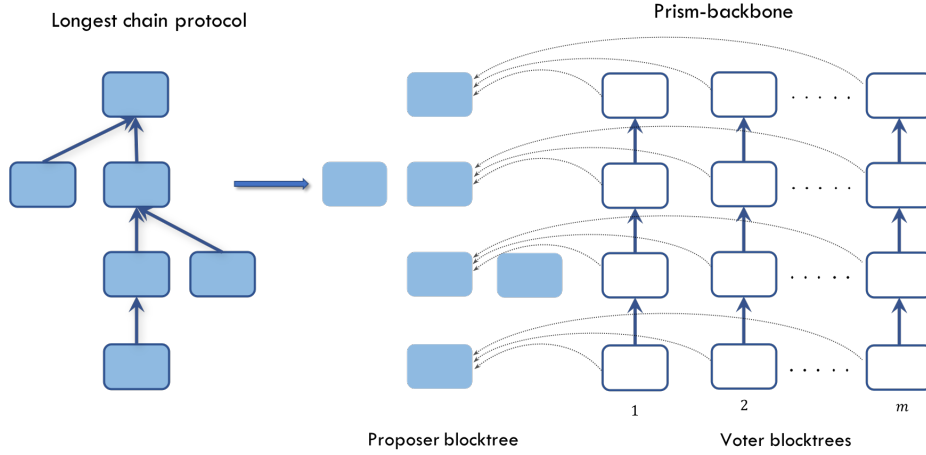 Longest chain protocol
Prism-backbone
1
2
m
Proposer blocktree
Voter blocktrees